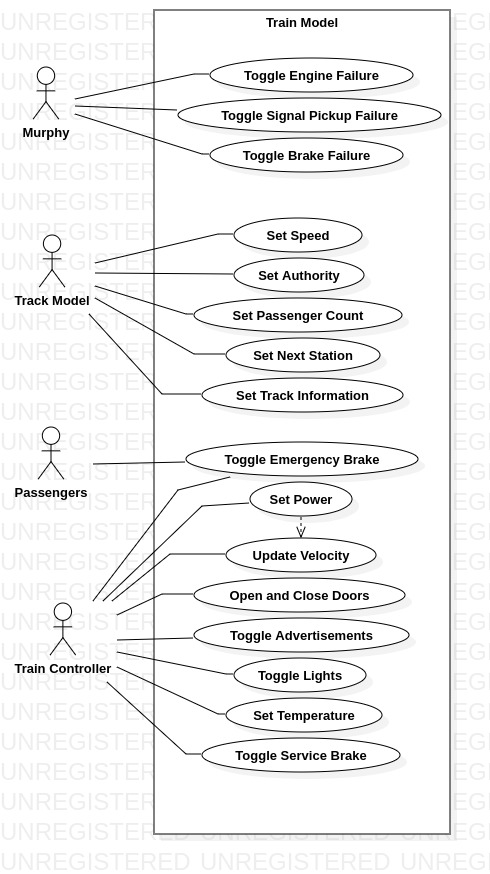 Train Model
Murphy
Toggle Engine Failure
Toggle Signal Pickup Failure
Toggle Brake Failure
Track Model
Set Speed
Set Authority
Set Passenger Count
Set Next Station
Set Track Information
Passengers
Toggle Emergency Brake
Set Power
Update Velocity
Train Controller
Open and Close Doors
Toggle Advertisements
Toggle Lights
Set Temperature
Toggle Service Brake
UNREGISTERED UNREGISTERED UNREGISTERED